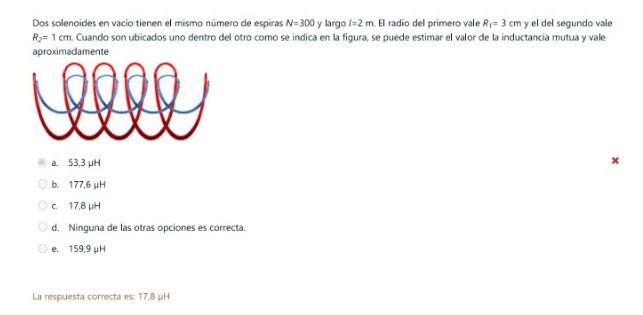 Dos solenoides en vacío tienen el mismo número de espiras N=300 y largo l=2 m. El radio del primero vale R₁= 3 cm y el del segundo vale
R₂= 1 cm. Cuando son ubicados uno dentro del otro como se indica en la figura, se puede estimar el valor de la inductancia mutua y vale
aproximadamente
a. 53,3 μH
b. 177,6 μH
c. 17,8 μH
d. Ninguna de las otras opciones es correcta.
e. 159,9 μH
La respuesta correcta es: 17,8 μH